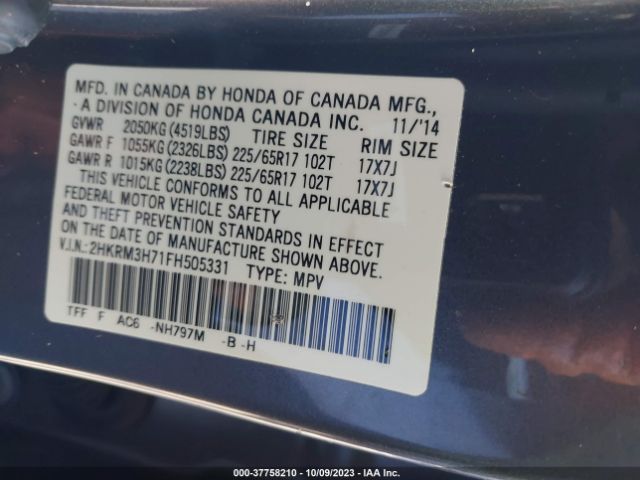 MFD. IN CANADA BY HONDA OF CANADA MFG.,
A DIVISION OF HONDA CANADA INC. 11/'14
GVWR 2050KG (4519LBS) TIRE SIZE RIM SIZE
GAWR F 1055KG (2326LBS) 225/65R17 102T 17X7J
GAWR R 1015KG (2238LBS) 225/65R17 102T 17X7J
THIS VEHICLE CONFORMS TO ALL APPLICABLE
FEDERAL MOTOR VEHICLE SAFETY
AND THEFT PREVENTION STANDARDS IN EFFECT
ON THE DATE OF MANUFACTURE SHOWN ABOVE.
V.I.N.:2HKRM3H71FH505331 TYPE: MPV
TFF F AC6 -NH797M -B -H
000-37758210 - 10/09/2023 - IAAI.com